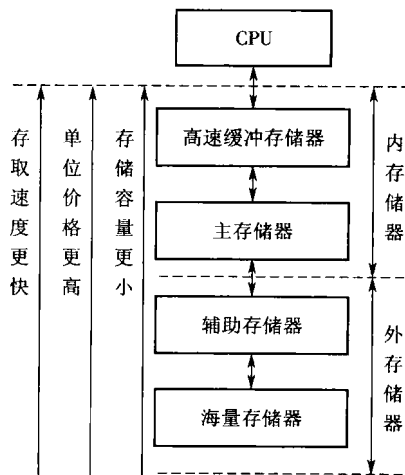 CPU
高速缓冲存储器
主存储器
辅助存储器
海量存储器
存取速度更快
单位价格更高
存储容量更小
内存储器
外存储器